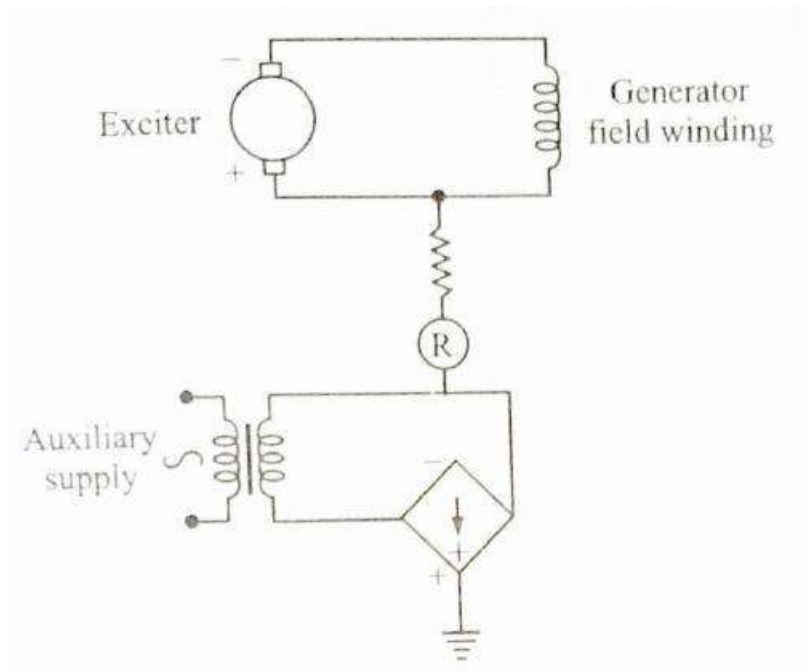 −
Exciter
+
Generator
field winding
R
Auxiliary
supply
−
+
+